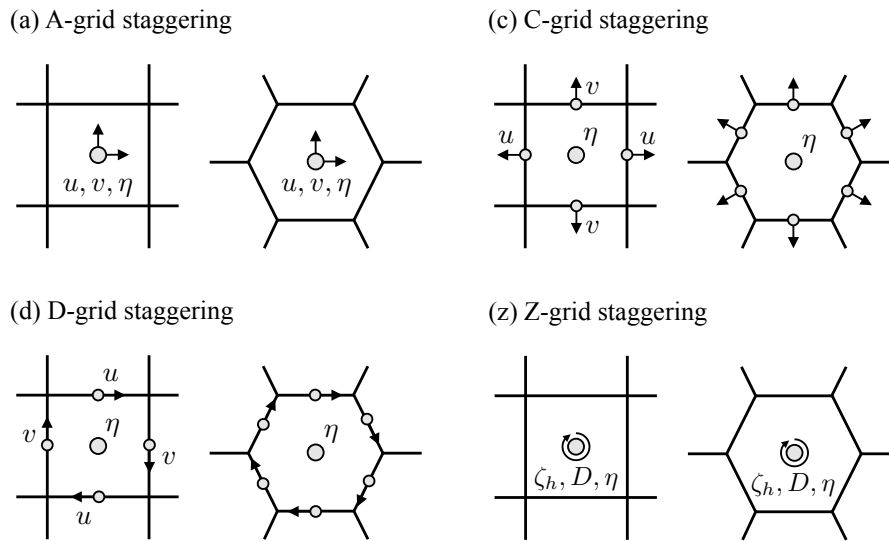 (a) A-grid staggering
u, v, η
u, v, η
(c) C-grid staggering
v
u
η
u
v
η
(d) D-grid staggering
u
v
η
v
u
η
(z) Z-grid staggering
ζ_h, D, η
ζ_h, D, η